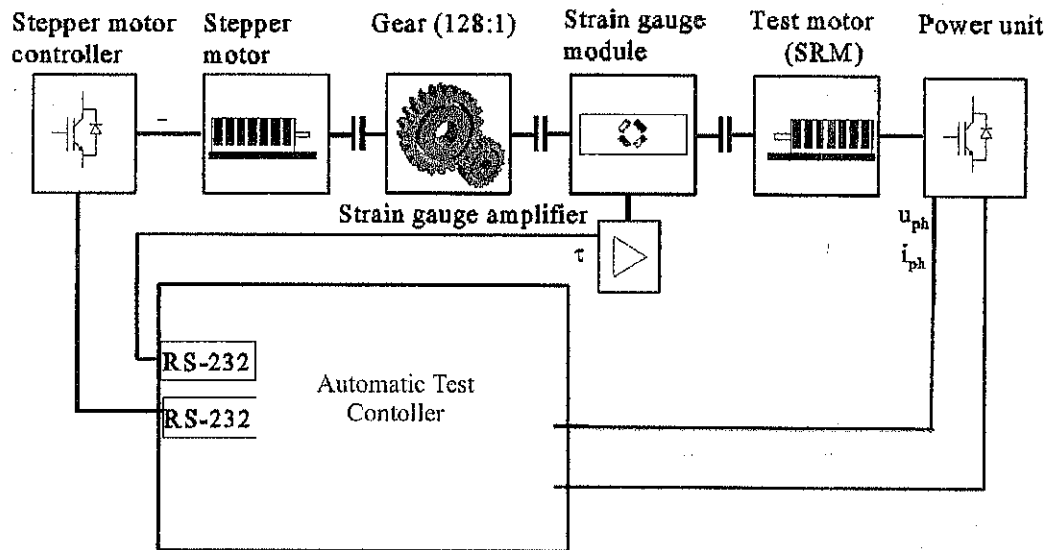 Stepper motor
controller
Stepper
motor
Gear (128:1)
Strain gauge
module
Test motor
(SRM)
Power unit
Strain gauge amplifier
τ
u_ph
i_ph
RS-232
RS-232
Automatic Test
Contoller